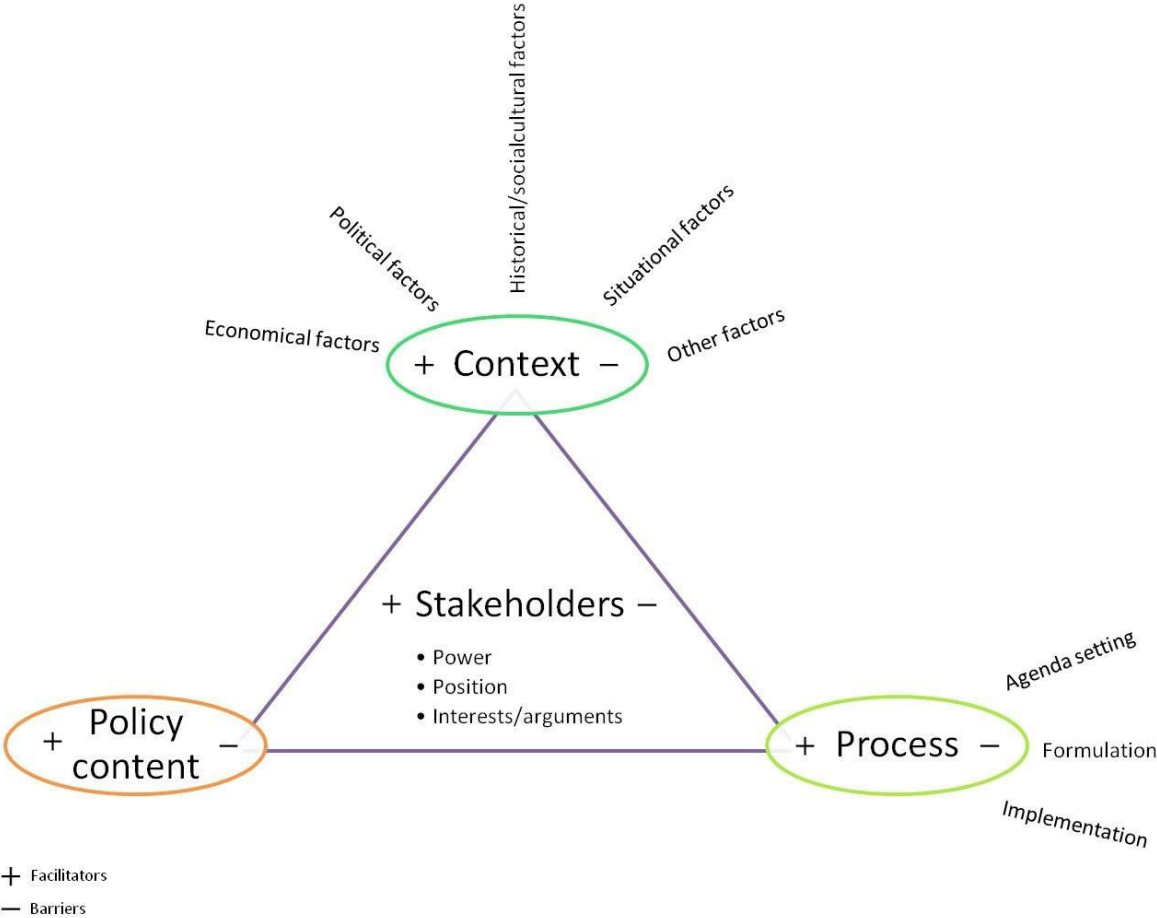 Historical/socialcultural factors
Political factors
Situational factors
Economical factors
Other factors
+ Context −
+ Stakeholders −
• Power
• Position
• Interests/arguments
+ Policy content −
+ Process −
Agenda setting
Formulation
Implementation
+ Facilitators
− Barriers